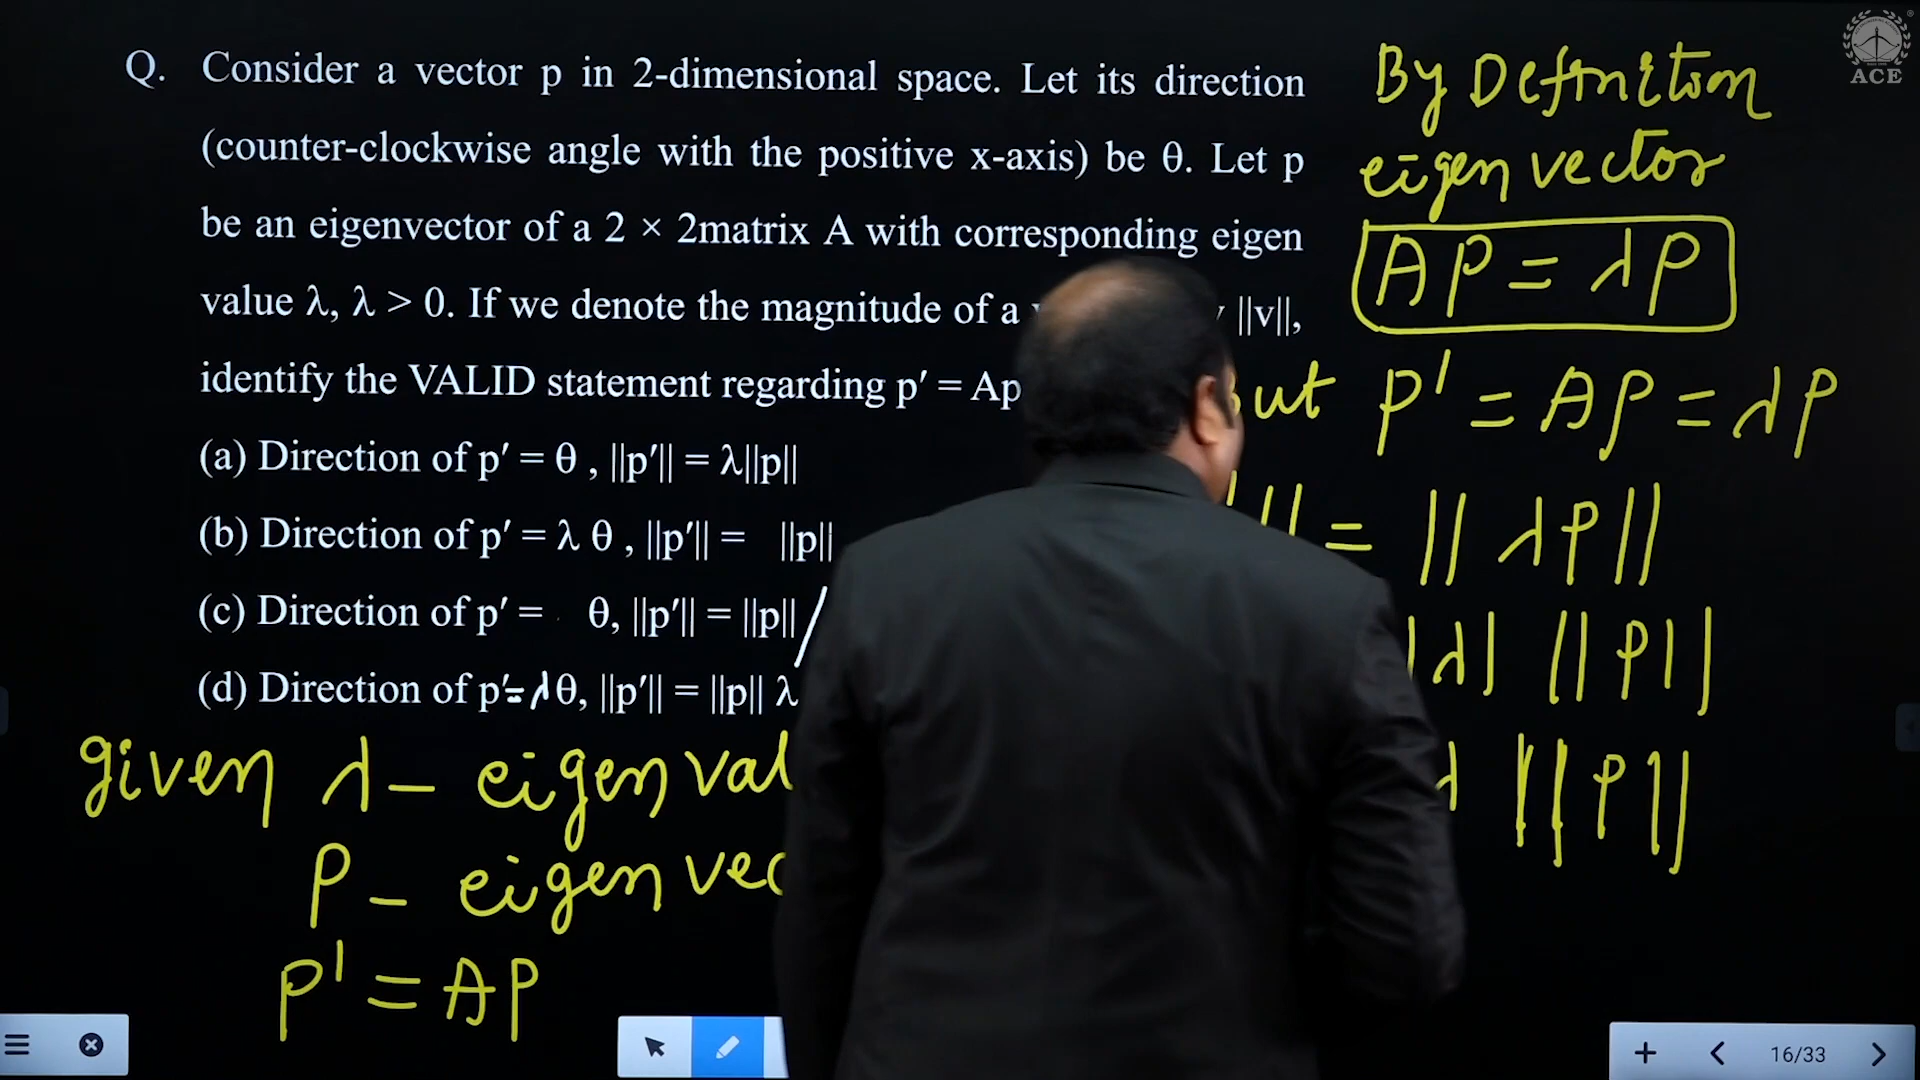 Q. Consider a vector p in 2-dimensional space. Let its direction
(counter-clockwise angle with the positive x-axis) be θ. Let p
be an eigenvector of a 2 × 2matrix A with corresponding eigen
value λ, λ > 0. If we denote the magnitude of a ||v||,
identify the VALID statement regarding p′ = Ap
(a) Direction of p′ = θ , ||p′|| = λ||p||
(b) Direction of p′ = λ θ , ||p′|| = ||p||
(c) Direction of p′ = θ, ||p′|| = ||p|| /
(d) Direction of p′= λθ, ||p′|| = ||p|| λ
given λ – eigen val
P – eigen vec
P' = AP
By Definition
eigen vector
AP = λP
But P' = AP = λP
|| = || λP ||
|λ| || P ||
λ || P ||
ACE
16/33